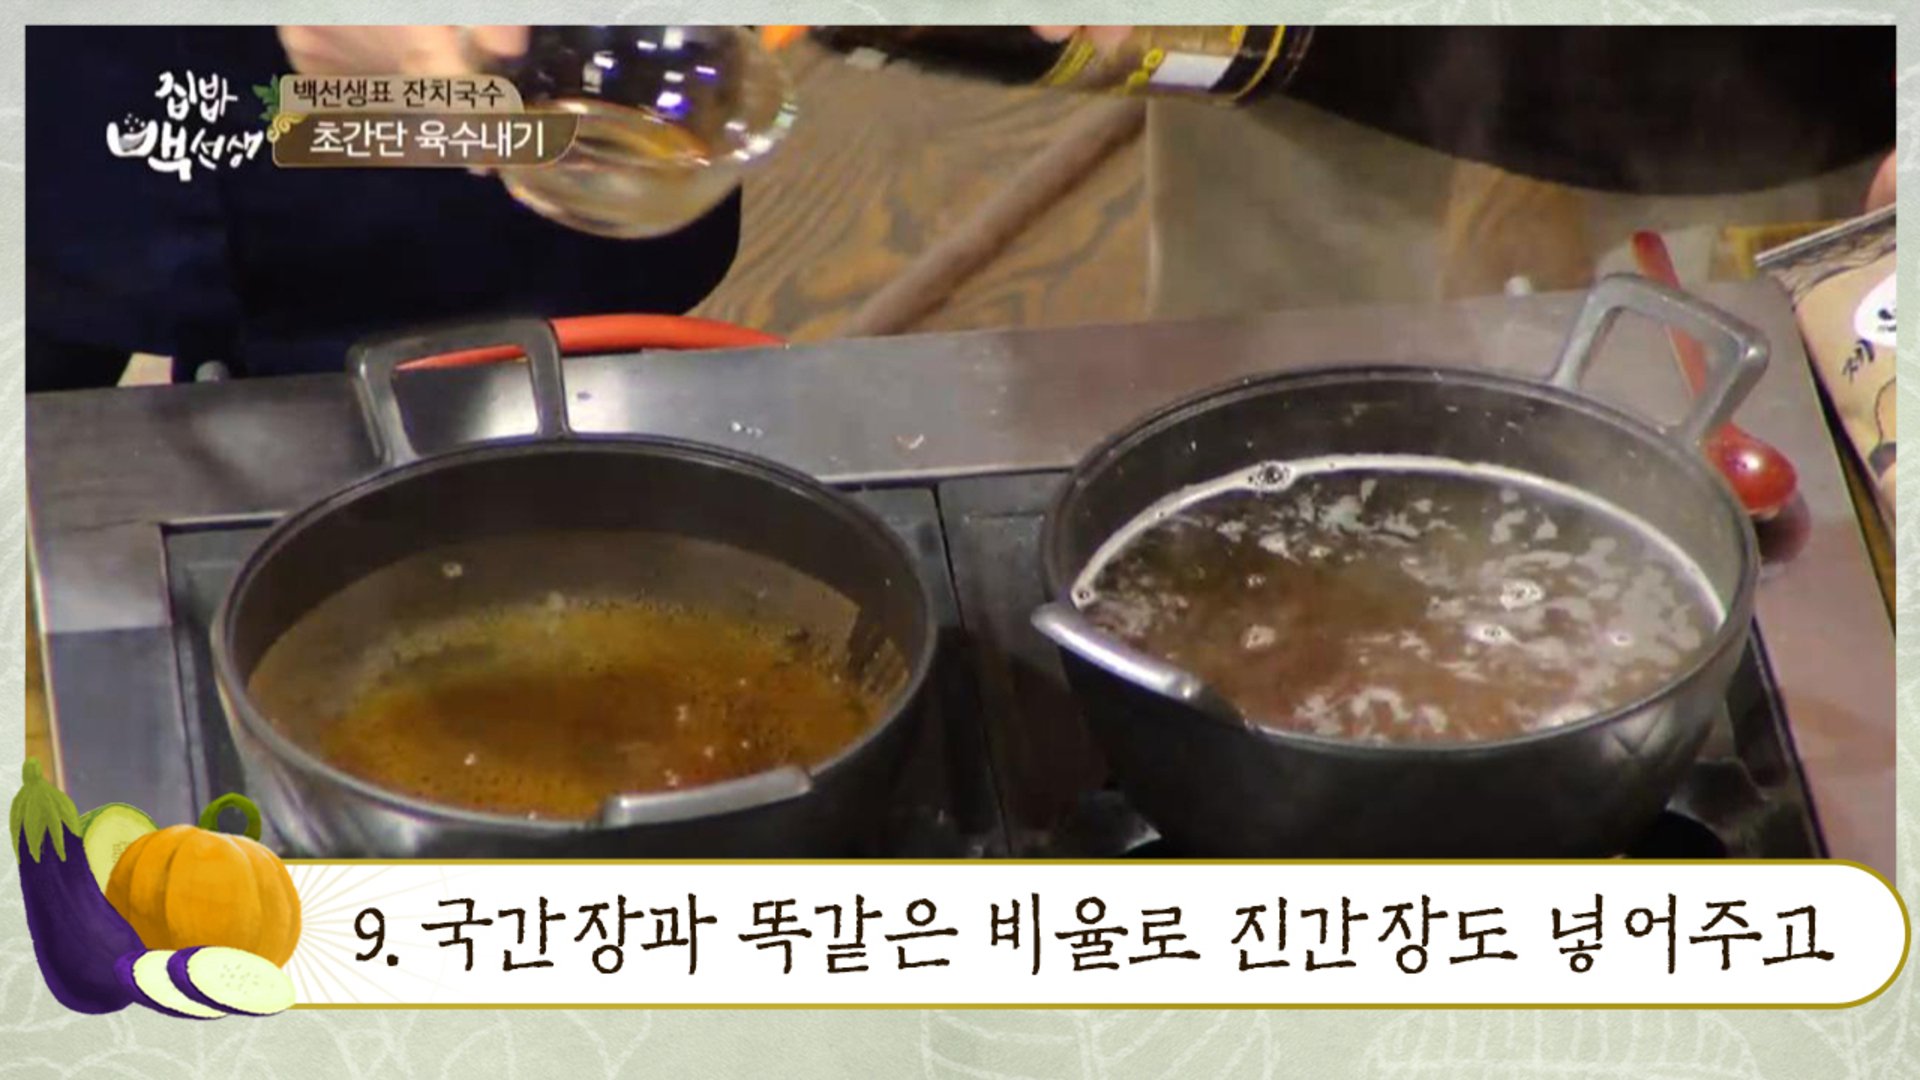 집밥
백선생
백선생표 잔치국수
초간단 육수내기
9. 국간장과 똑같은 비율로 진간장도 넣어주고